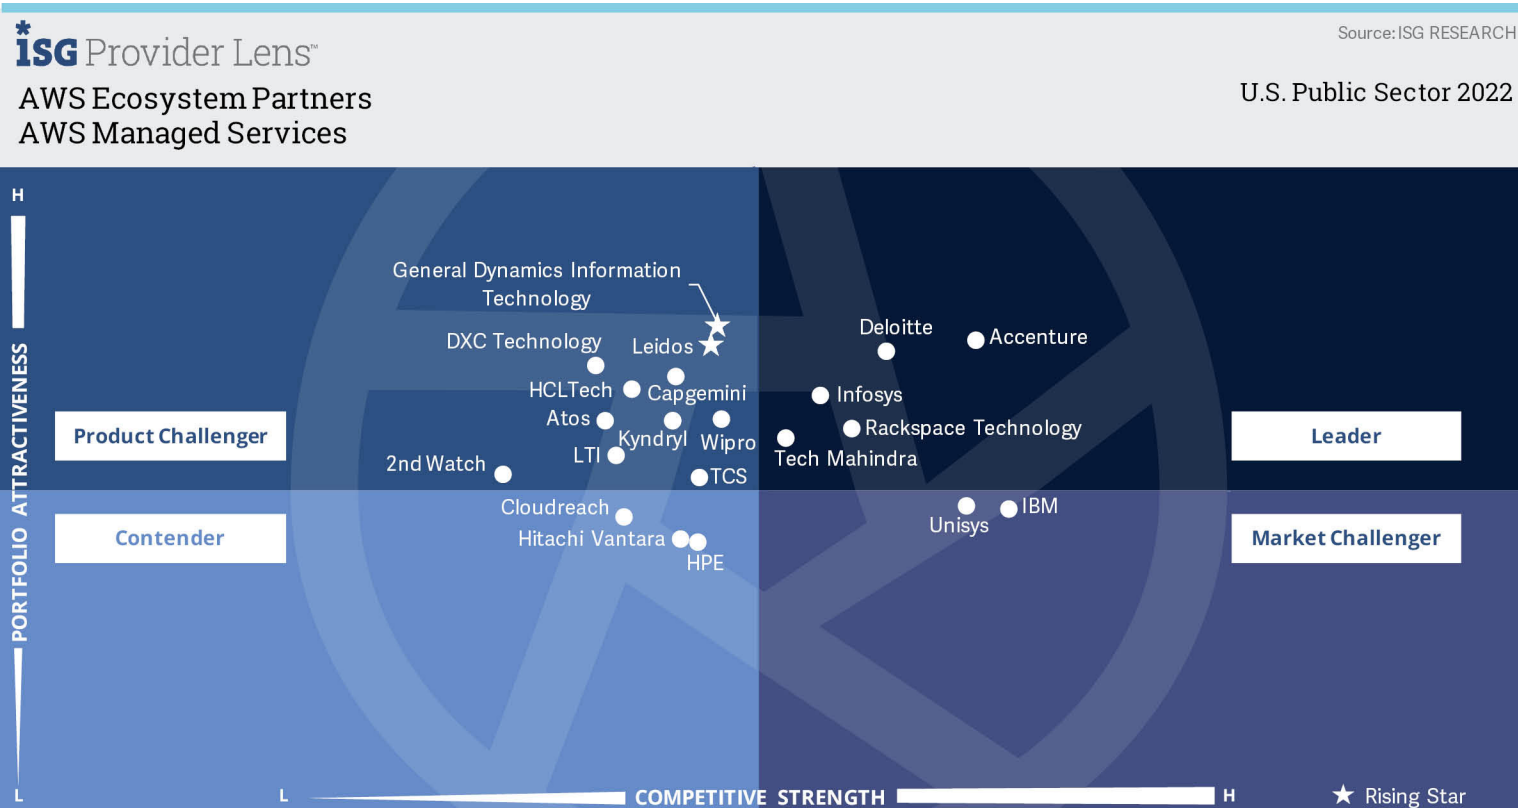 Source: ISG RESEARCH
iSG Provider Lens™
AWS Ecosystem Partners
U.S. Public Sector 2022
AWS Managed Services
H
PORTFOLIO ATTRACTIVENESS
L
General Dynamics Information
Technology
DXC Technology
Leidos
HCLTech
Capgemini
Atos
Kyndryl
Wipro
LTI
2nd Watch
TCS
Product Challenger
Deloitte
Accenture
Infosys
Rackspace Technology
Tech Mahindra
Leader
Cloudreach
Hitachi Vantara
HPE
Contender
Unisys
IBM
Market Challenger
L
COMPETITIVE STRENGTH
H
Rising Star